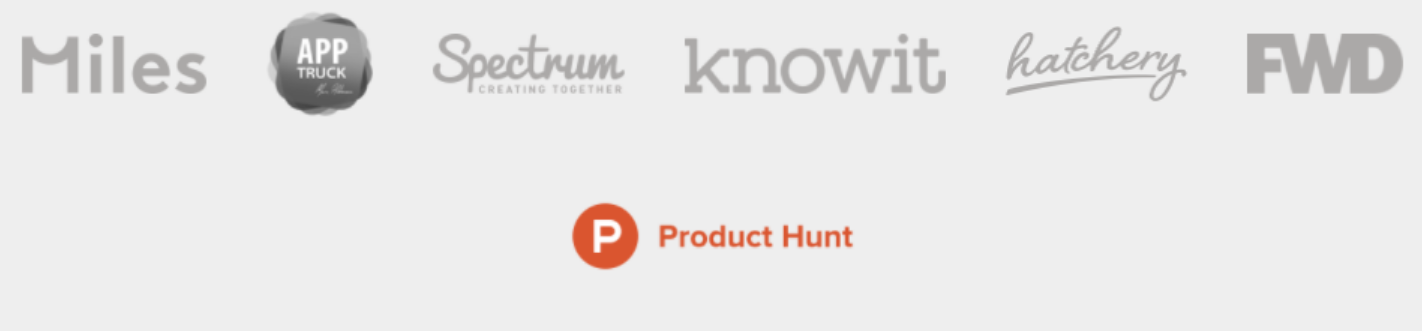 Miles
APP
TRUCK
Spectrum
CREATING TOGETHER
knowit
hatchery
FWD
P Product Hunt